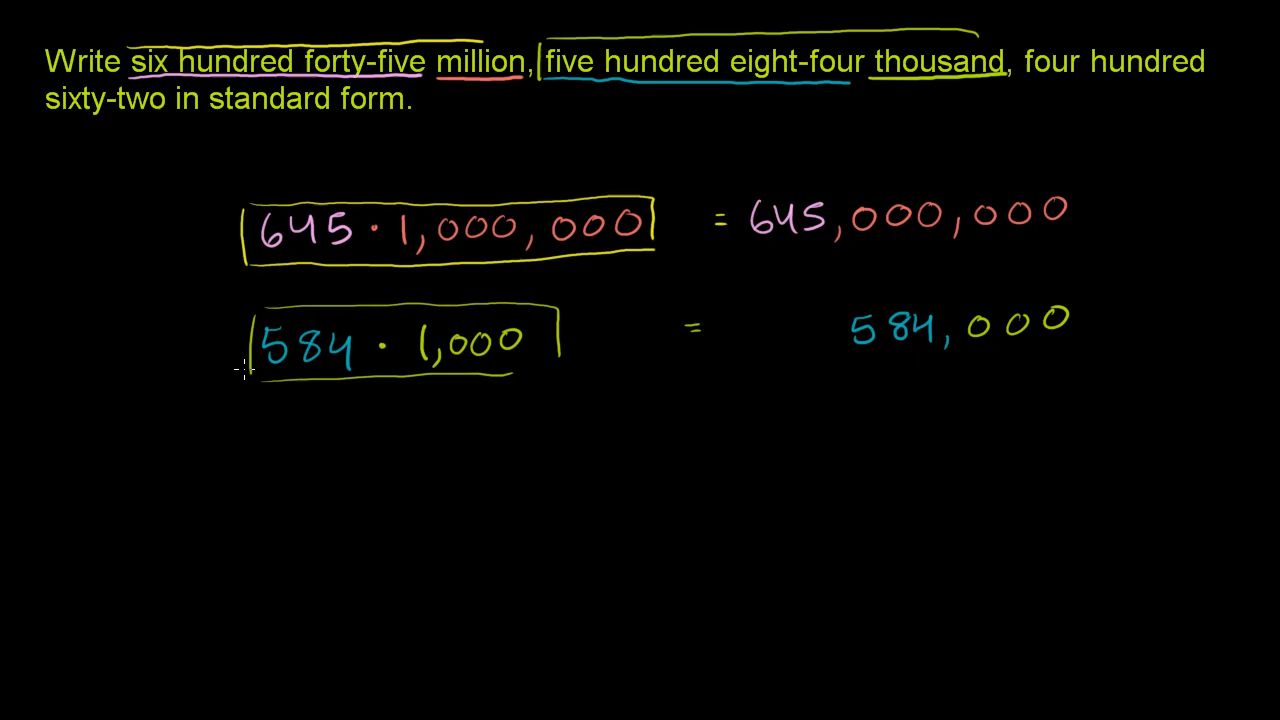 Write six hundred forty-five million, five hundred eight-four thousand, four hundred
sixty-two in standard form.
645 · 1,000,000 = 645,000,000
584 · 1,000 = 584,000